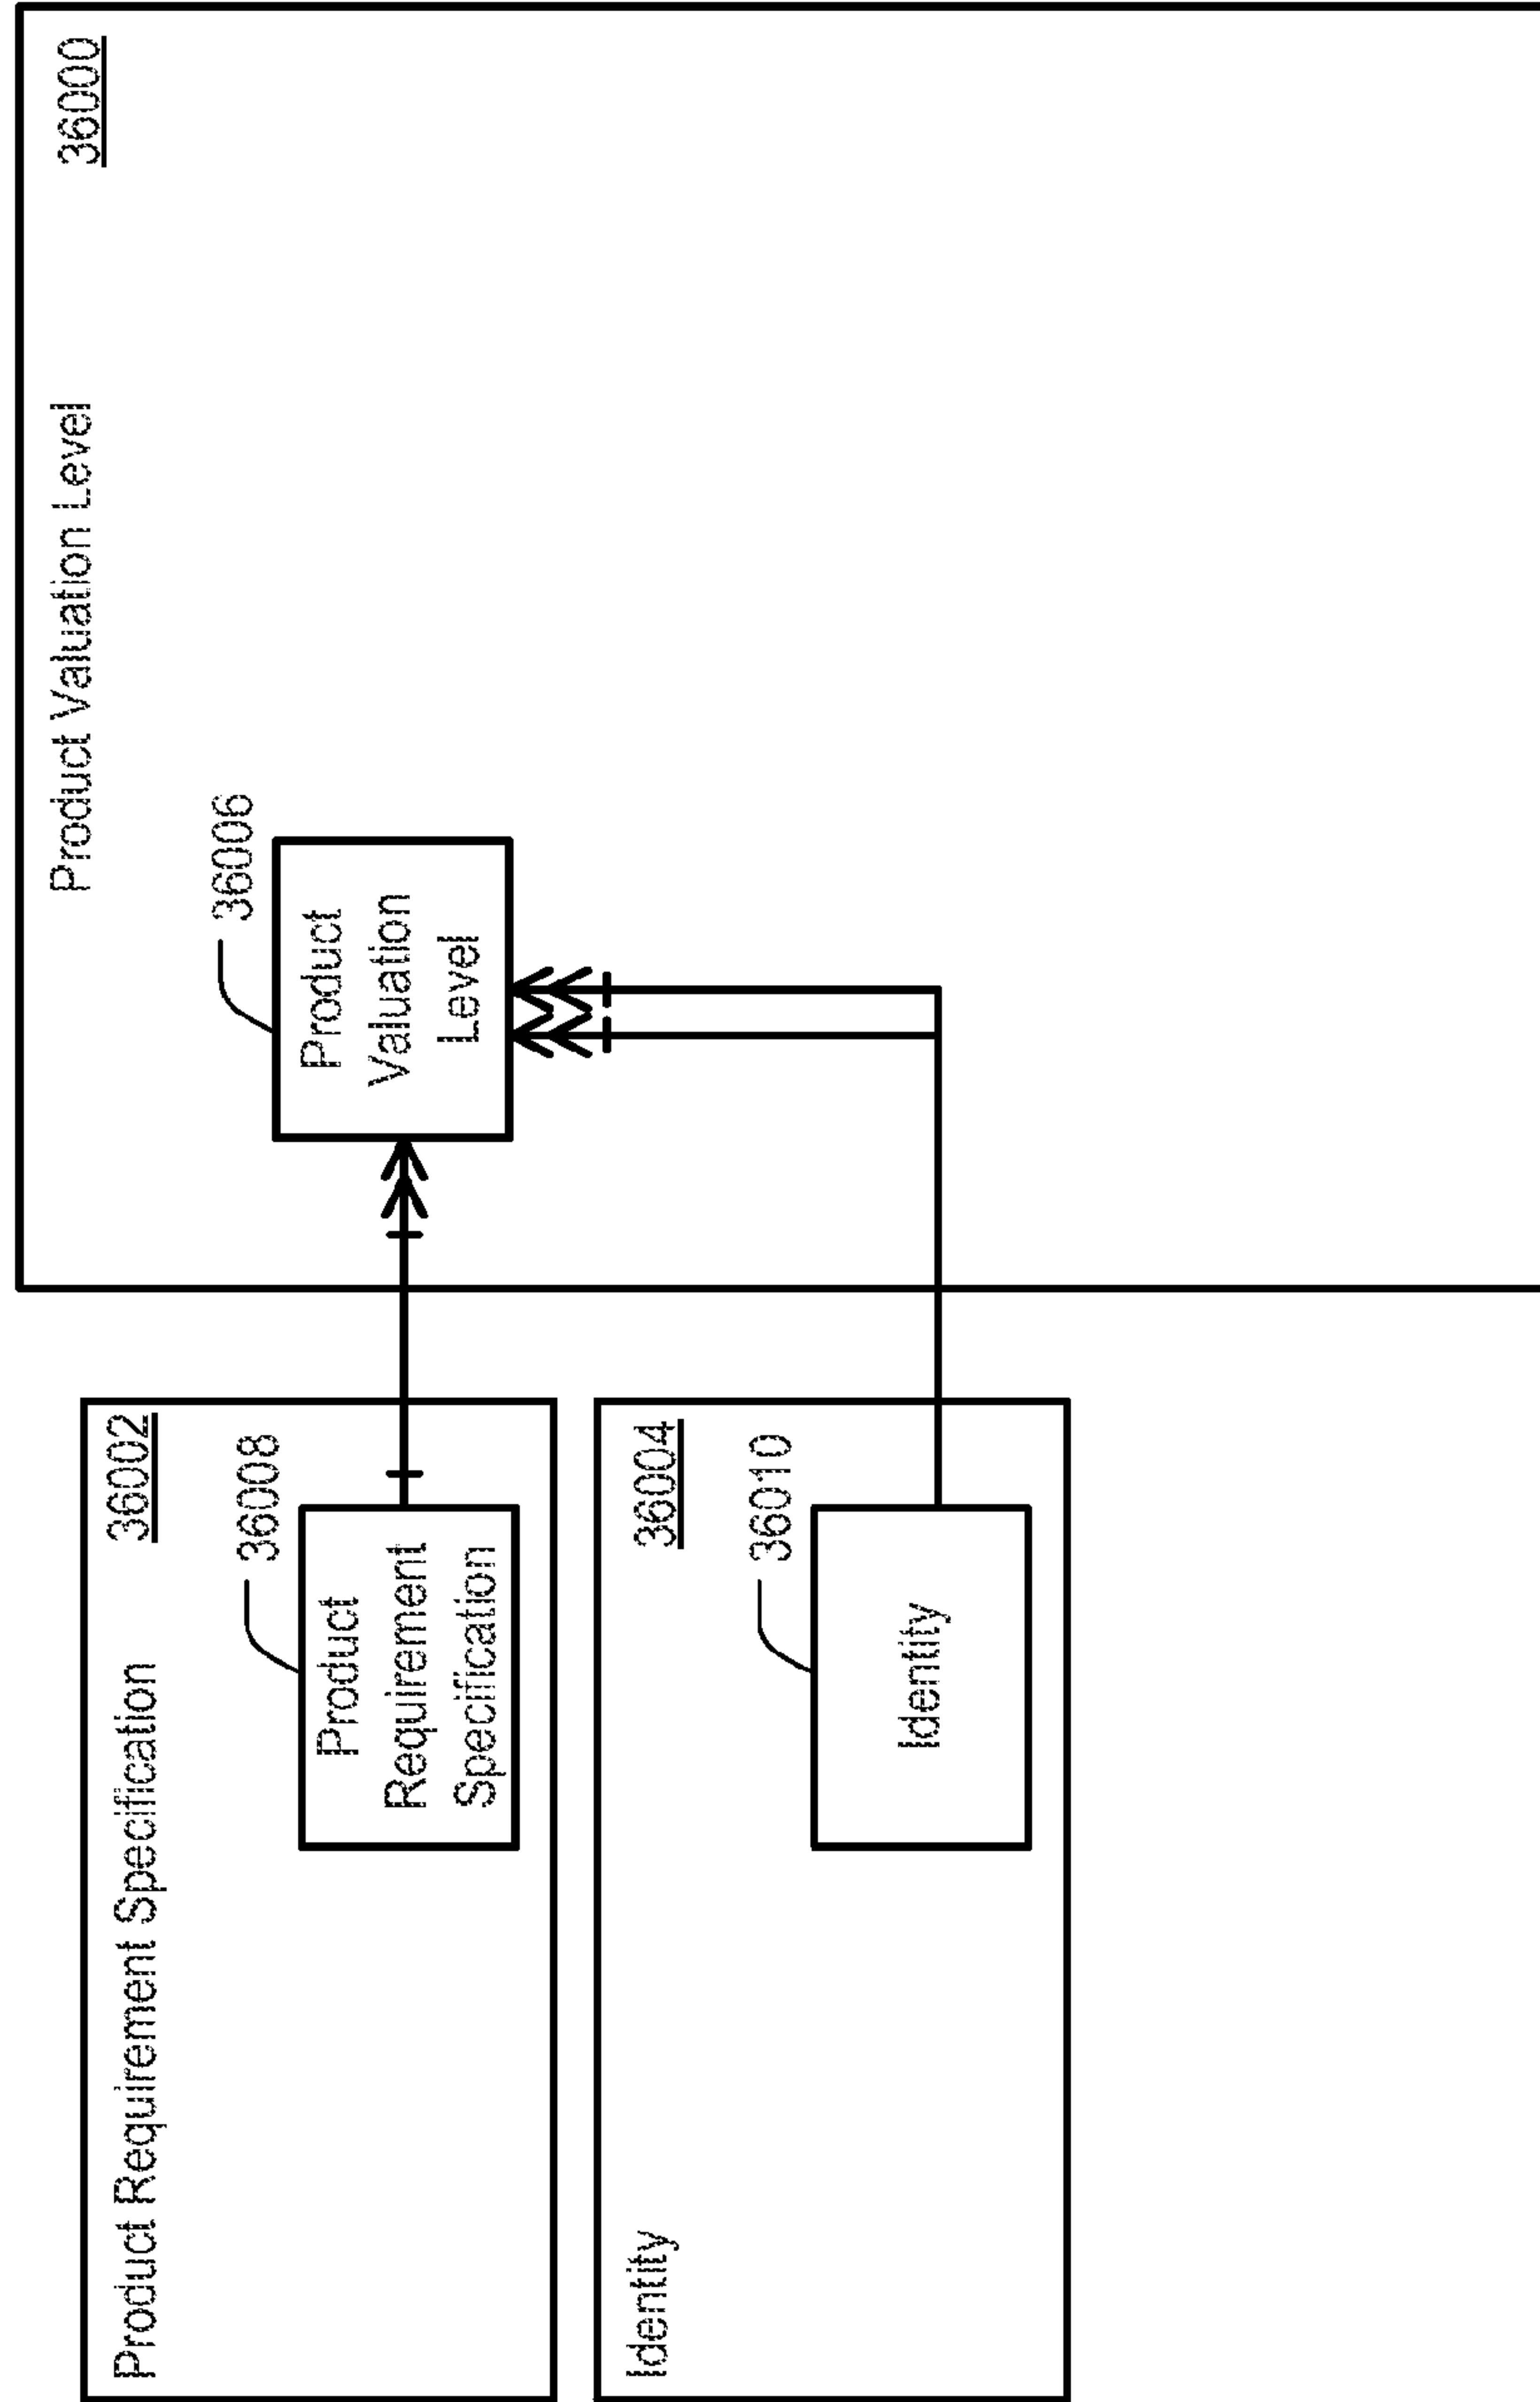 Product Requirement Specification
36002
36008
Product
Requirement
Specification
Identity
36004
36010
Identity
Product Valuation Level
36000
36006
Product
Valuation
Level